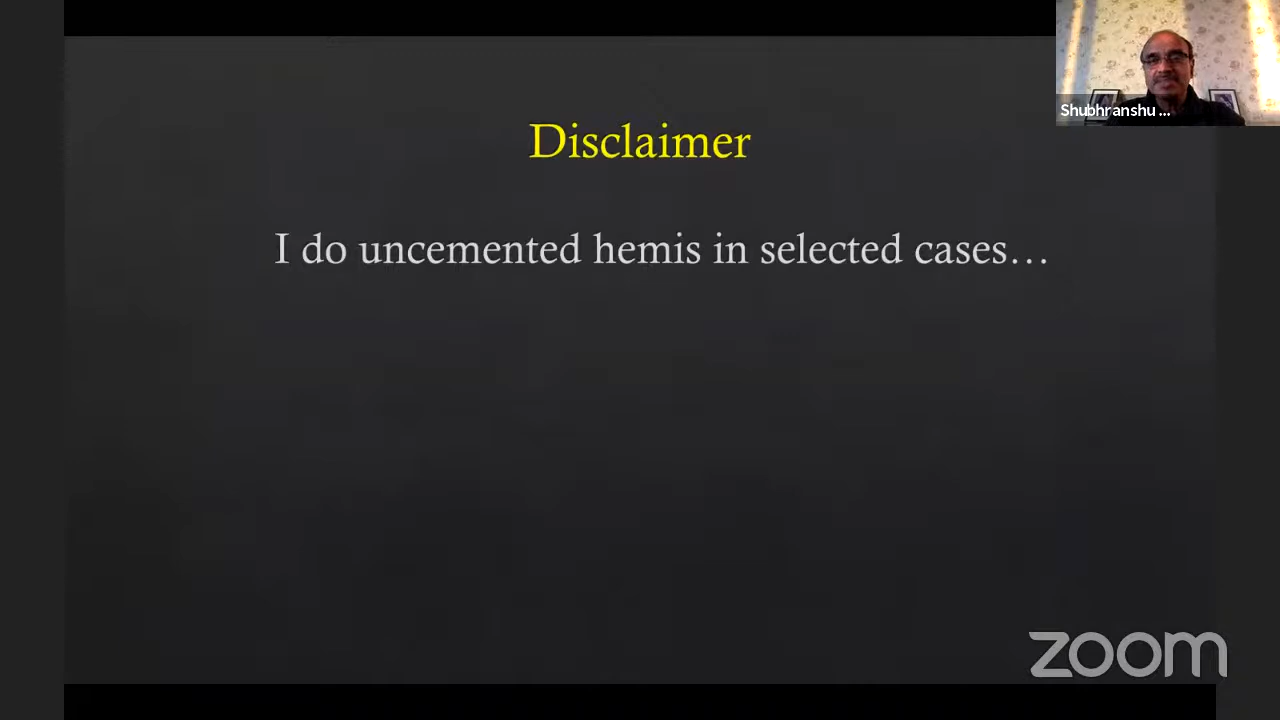 Shubhranshu ...
Disclaimer
I do uncemented hemis in selected cases...
zoom